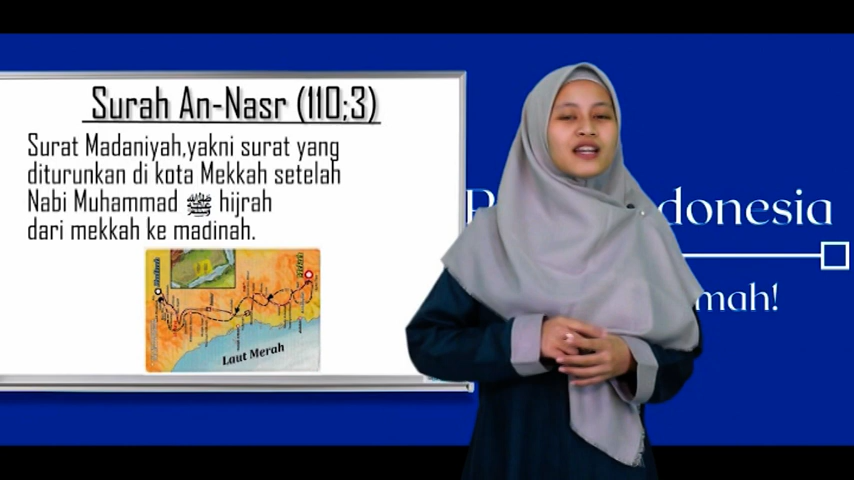 Surah An-Nasr (110;3)
Surat Madaniyah,yakni surat yang
diturunkan di kota Mekkah setelah
Nabi Muhammad ﷺ hijrah
dari mekkah ke madinah.
Laut Merah
donesia
mah!